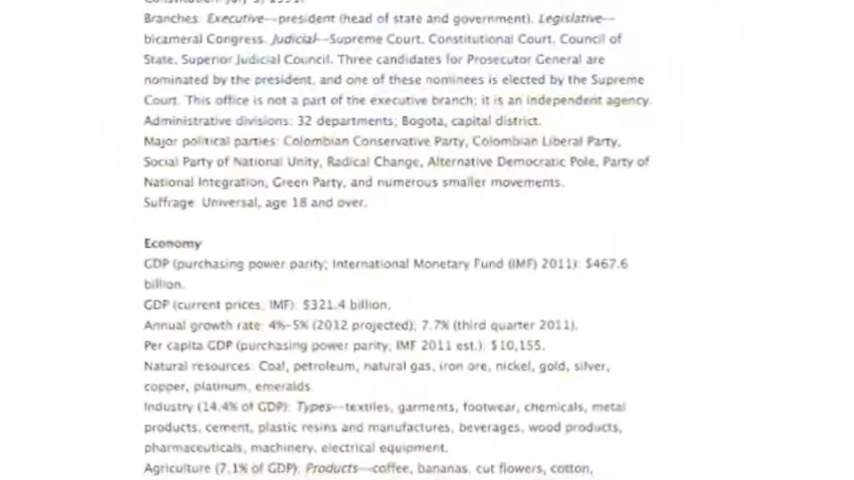 Constitution: July 5, 1991.
Branches: Executive--president (head of state and government). Legislative--
bicameral Congress. Judicial--Supreme Court, Constitutional Court, Council of
State, Superior Judicial Council. Three candidates for Prosecutor General are
nominated by the president, and one of these nominees is elected by the Supreme
Court. This office is not a part of the executive branch; it is an independent agency.
Administrative divisions: 32 departments; Bogota, capital district.
Major political parties: Colombian Conservative Party, Colombian Liberal Party,
Social Party of National Unity, Radical Change, Alternative Democratic Pole, Party of
National Integration, Green Party, and numerous smaller movements.
Suffrage: Universal, age 18 and over.
Economy
GDP (purchasing power parity; International Monetary Fund (IMF) 2011): $467.6
billion.
GDP (current prices, IMF): $321.4 billion.
Annual growth rate: 4%-5% (2012 projected); 7.7% (third quarter 2011).
Per capita GDP (purchasing power parity, IMF 2011 est.): $10,155.
Natural resources: Coal, petroleum, natural gas, iron ore, nickel, gold, silver,
copper, platinum, emeralds.
Industry (14.4% of GDP): Types--textiles, garments, footwear, chemicals, metal
products, cement, plastic resins and manufactures, beverages, wood products,
pharmaceuticals, machinery, electrical equipment.
Agriculture (7.1% of GDP): Products--coffee, bananas, cut flowers, cotton,